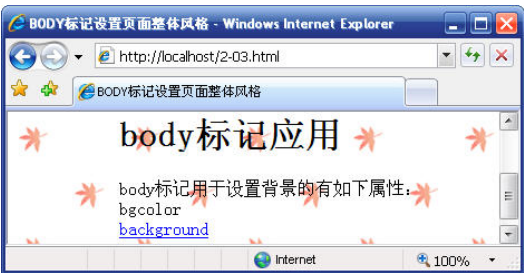 BODY标记设置页面整体风格 - Windows Internet Explorer
http://localhost/2-03.html
BODY标记设置页面整体风格
body标记应用
body标记用于设置背景的有如下属性：
bgcolor
background
Internet
100%